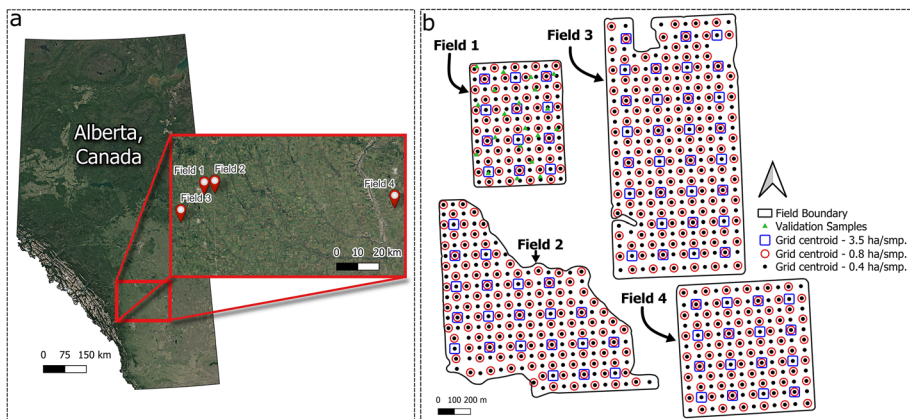 a
Alberta,
Canada
Field 1
Field 2
Field 3
Field 4
0 10 20 km
0 75 150 km
b
Field 1
Field 3
Field 2
Field 4
Field Boundary
Validation Samples
Grid centroid - 3.5 ha/smp.
Grid centroid - 0.8 ha/smp.
Grid centroid - 0.4 ha/smp.
0 100 200 m